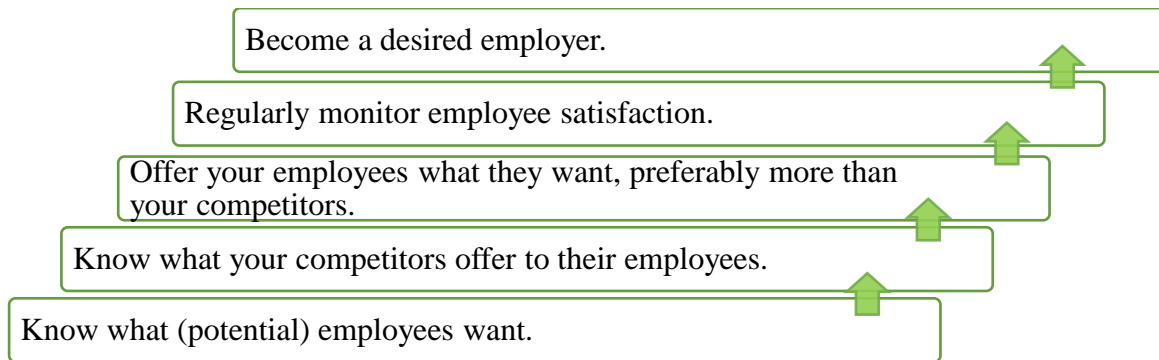 Become a desired employer.
Regularly monitor employee satisfaction.
Offer your employees what they want, preferably more than
your competitors.
Know what your competitors offer to their employees.
Know what (potential) employees want.